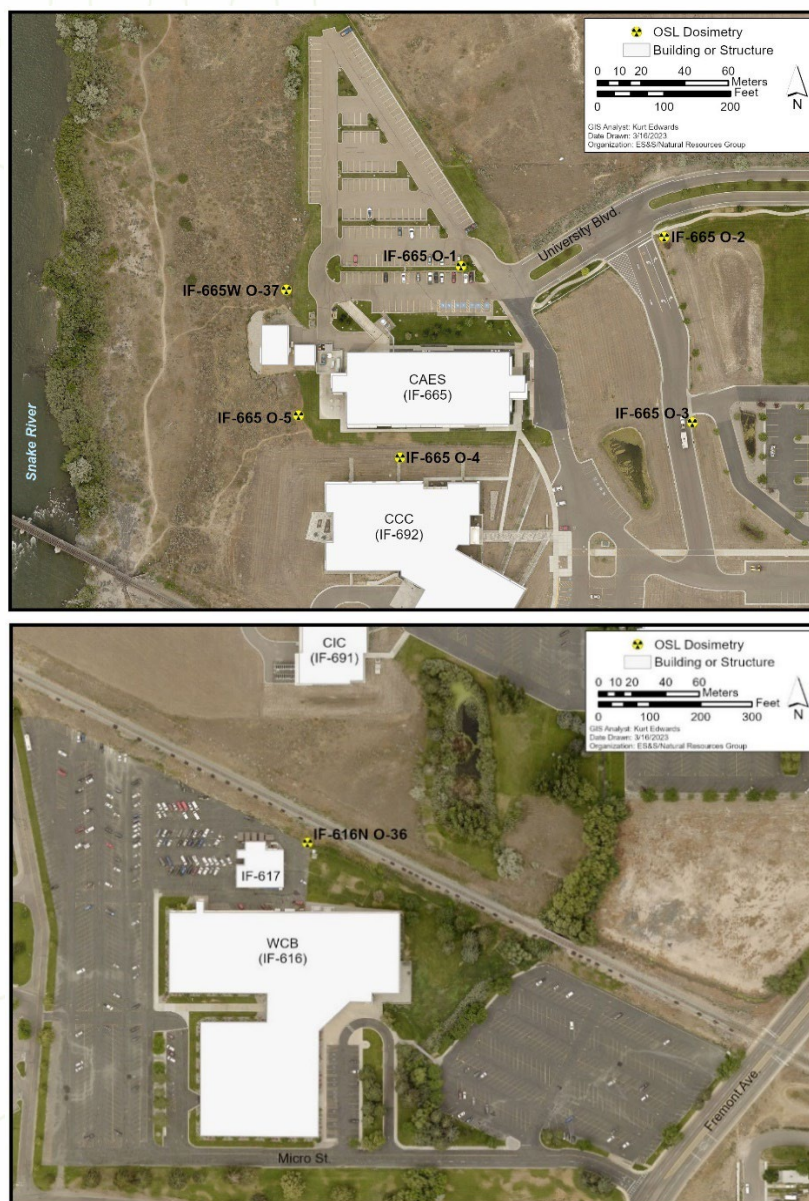 OSL Dosimetry
Building or Structure
0 10 20 40 60
Meters
Feet
0 100 200
N
GIS Analyst: Kurt Edwards
Date Drawn: 3/16/2023
Organization: ES&S/Natural Resources Group
University Blvd.
IF-665 O-2
IF-665 O-1
IF-665W O-37
CAES
(IF-665)
IF-665 O-3
IF-665 O-5
IF-665 O-4
Snake River
CCC
(IF-692)
CIC
(IF-691)
OSL Dosimetry
Building or Structure
0 10 20 40 60
Meters
Feet
0 100 200 300
N
GIS Analyst: Kurt Edwards
Date Drawn: 3/16/2023
Organization: ES&S/Natural Resources Group
IF-616N O-36
IF-617
WCB
(IF-616)
Fremont Ave.
Micro St.